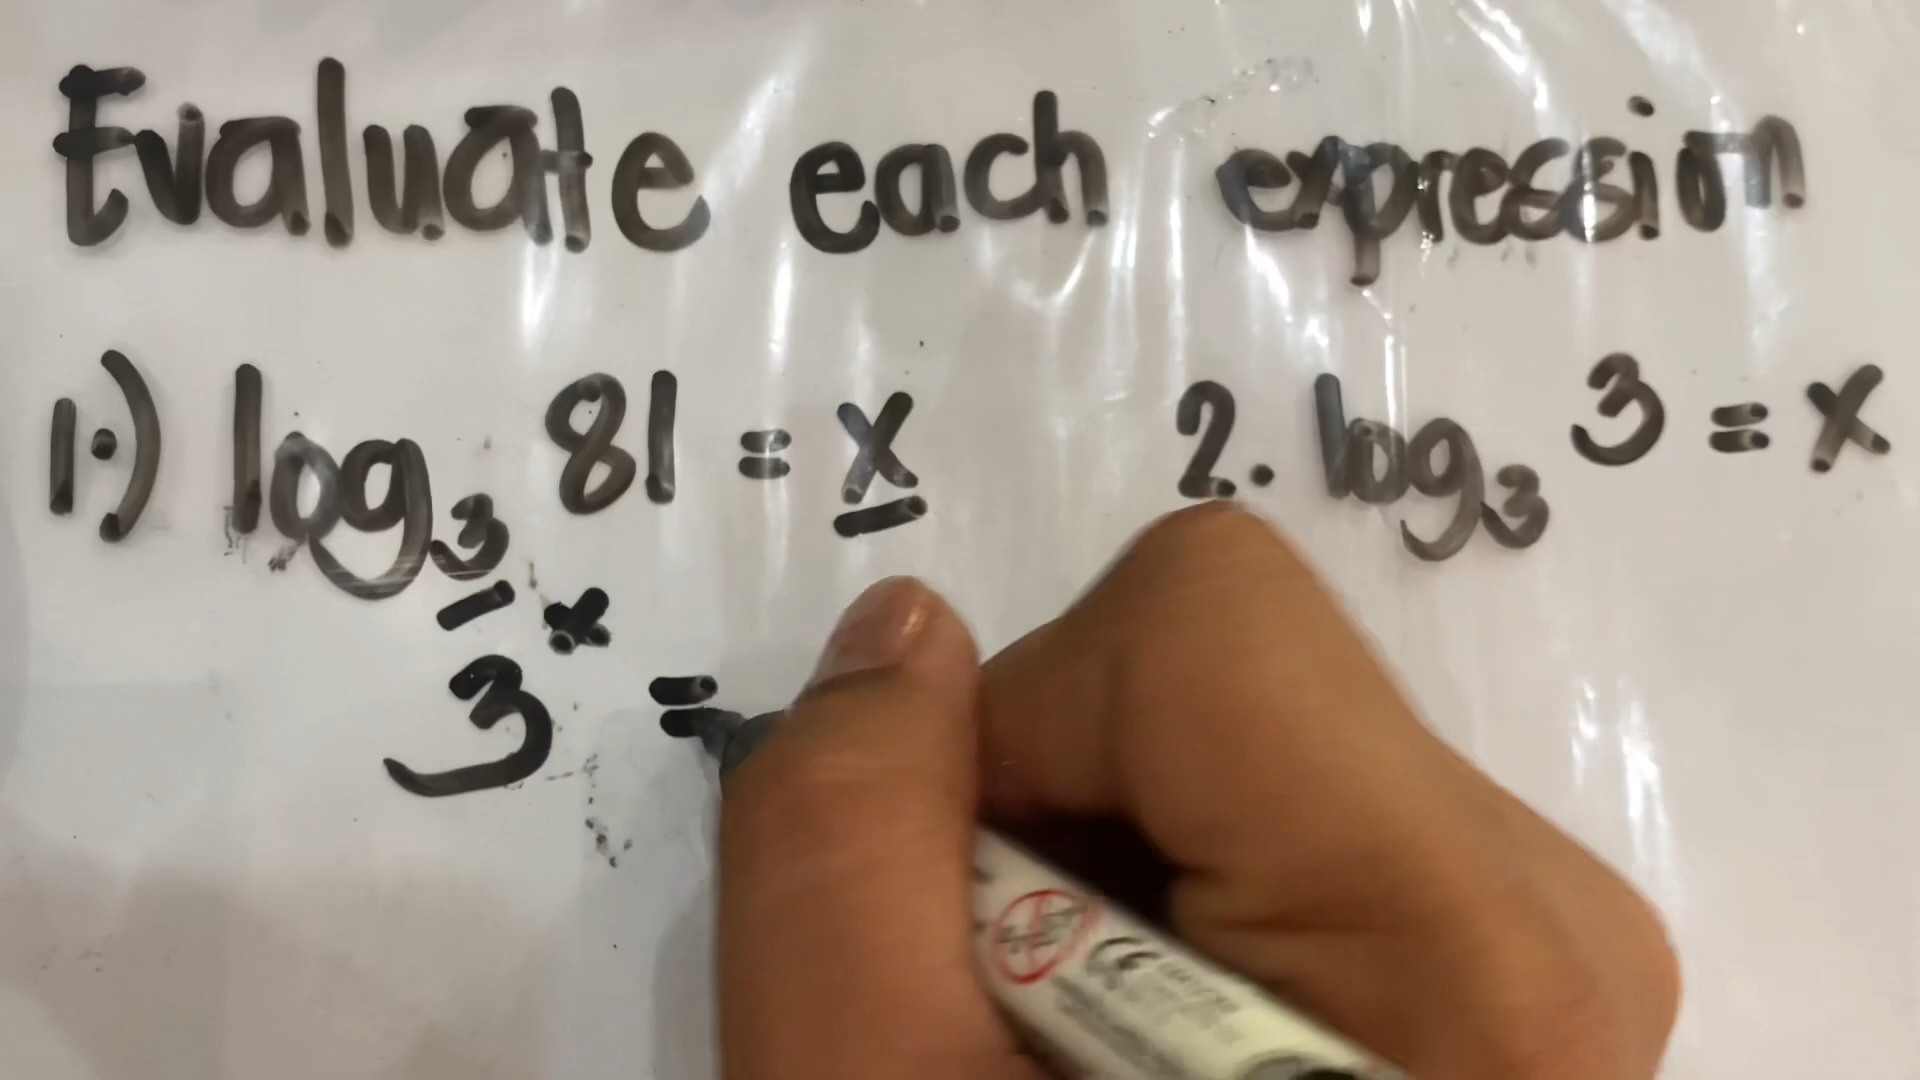 Evaluate each expression
1.) log₃ 81 = x 2. log₃ 3 = x
3ˣ =